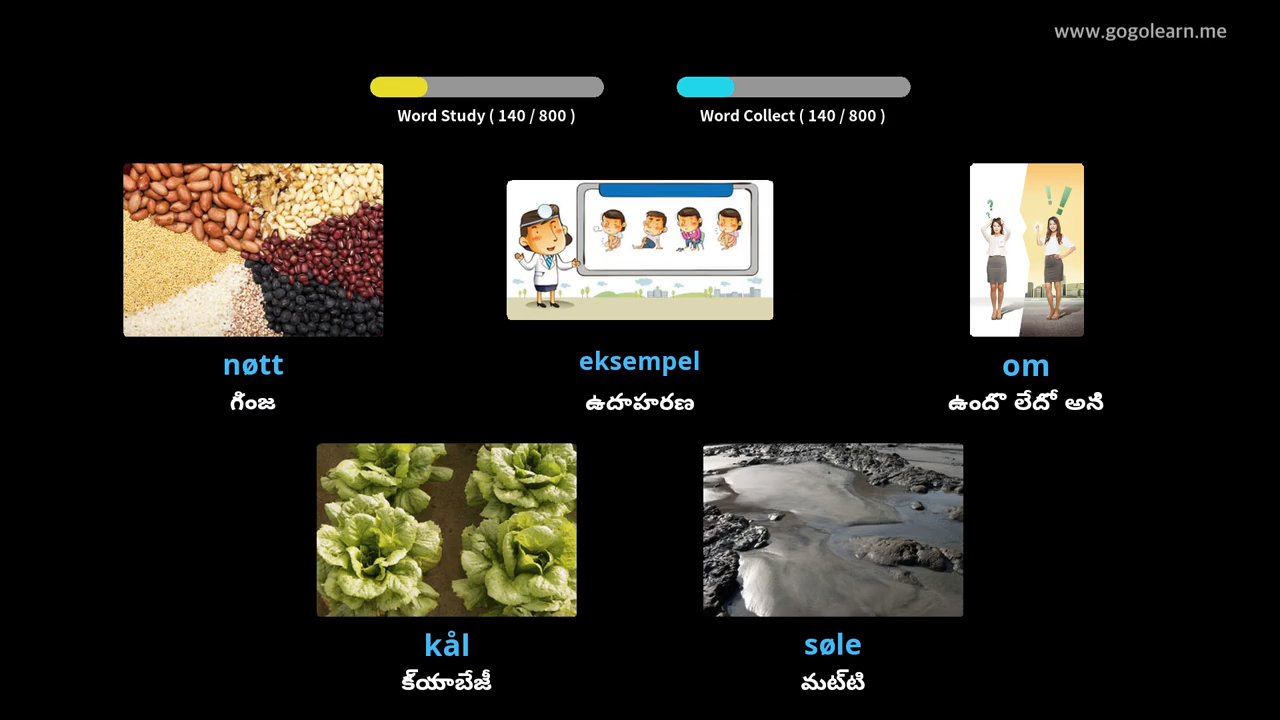 www.gogolearn.me
Word Study ( 140 / 800 )
Word Collect ( 140 / 800 )
nøtt
గింజ
eksempel
ఉదాహరణ
om
ఉందో లేదో అని
kål
క్యాబేజీ
søle
మట్టి